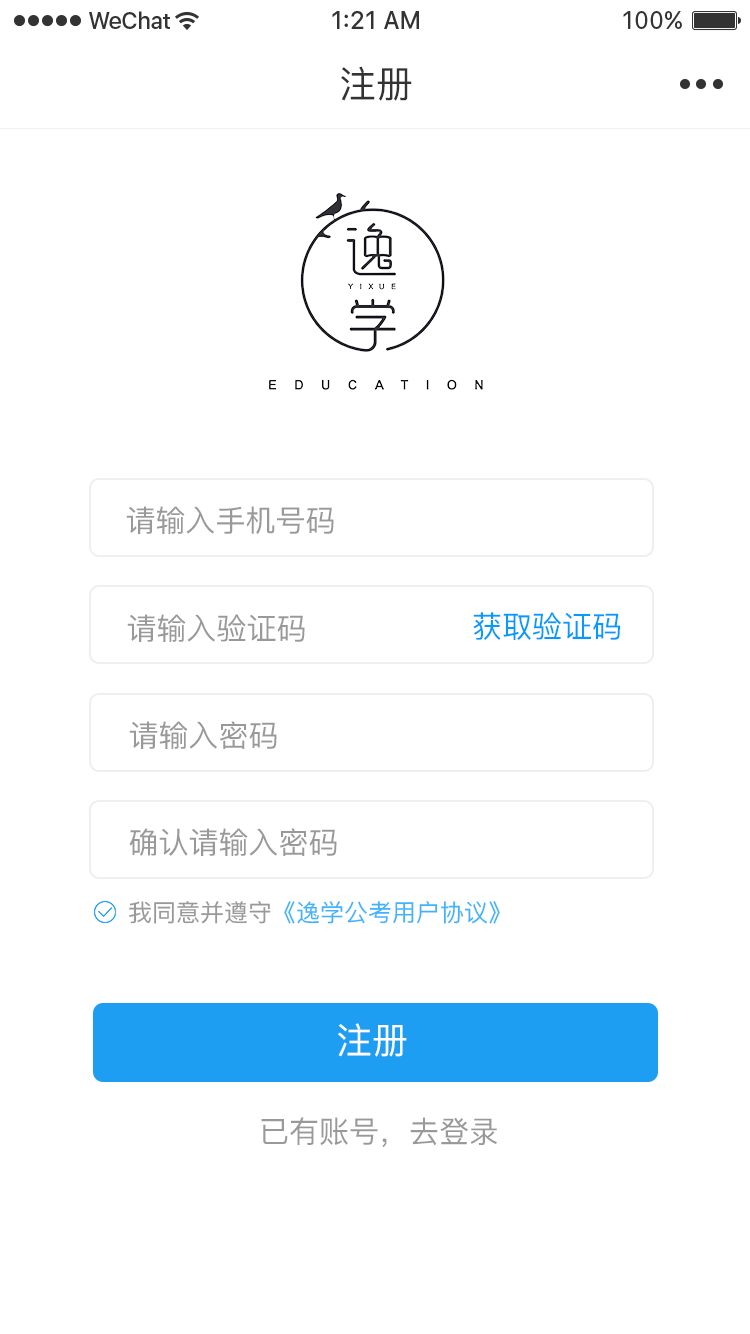 WeChat 1:21 AM 100%
注册
逸
YIXUE
学
EDUCATION
请输入手机号码
请输入验证码 获取验证码
请输入密码
确认请输入密码
我同意并遵守《逸学公考用户协议》
注册
已有账号，去登录